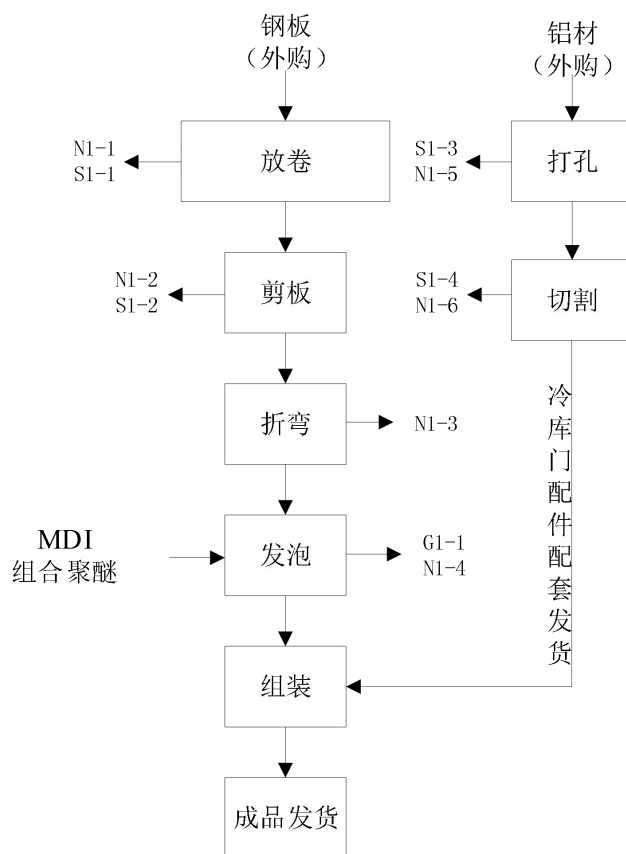 钢板
（外购）
铝材
（外购）
N1-1
S1-1
放卷
S1-3
N1-5
打孔
N1-2
S1-2
剪板
S1-4
N1-6
切割
折弯
N1-3
冷库门配件配套发货
MDI
组合聚醚
发泡
G1-1
N1-4
组装
成品发货